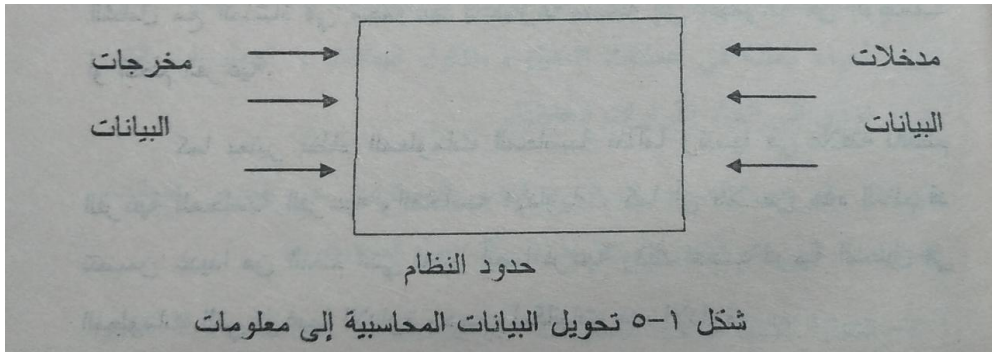 مدخلات
مخرجات
البيانات
البيانات
حدود النظام
شكل ١-٥ تحويل البيانات المحاسبية إلى معلومات